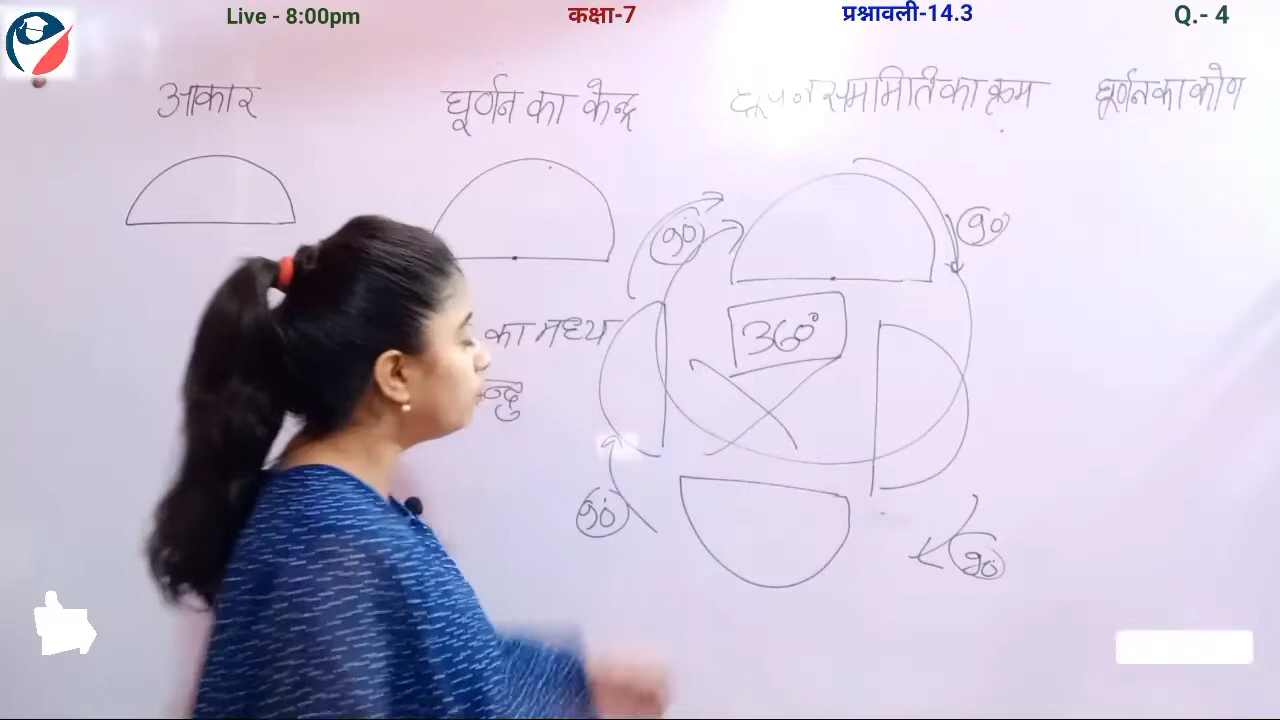 Live - 8:00pm कक्षा-7 प्रश्नावली-14.3 Q.- 4
आकार घूर्णन का केन्द्र समामिति का क्रम घूर्णन का कोण
90° 90°
360°
का मध्य
90° 90°